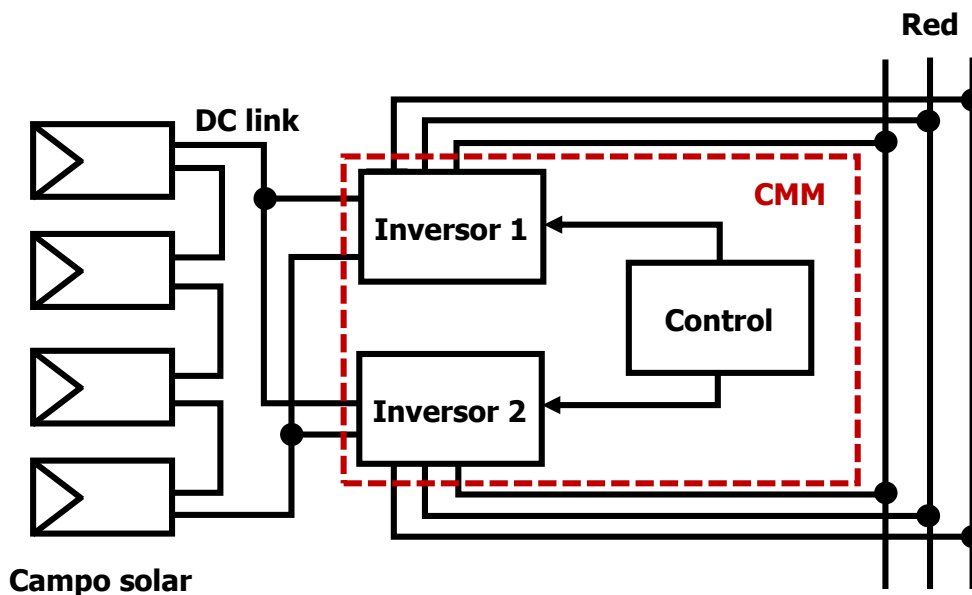 Red
DC link
CMM
Inversor 1
Control
Inversor 2
Campo solar